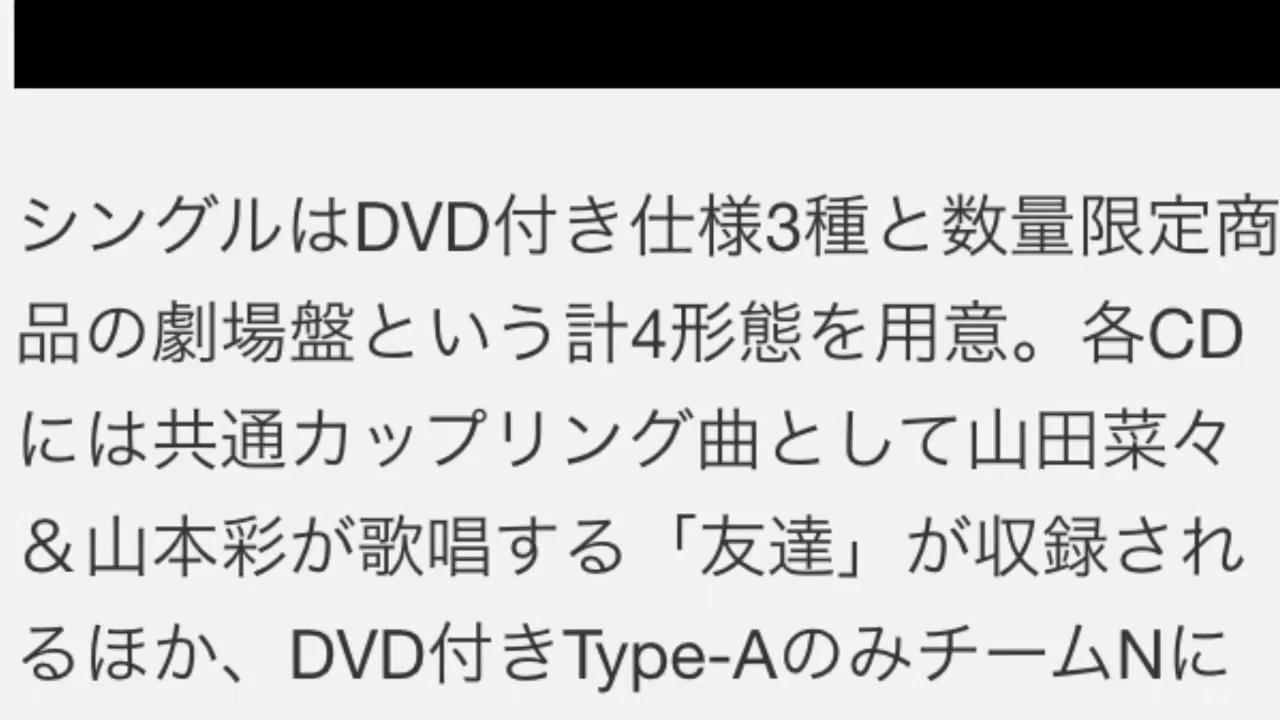 シングルはDVD付き仕様3種と数量限定商
品の劇場盤という計4形態を用意。各CD
には共通カップリング曲として山田菜々
＆山本彩が歌唱する「友達」が収録され
るほか、DVD付きType-AのみチームNに